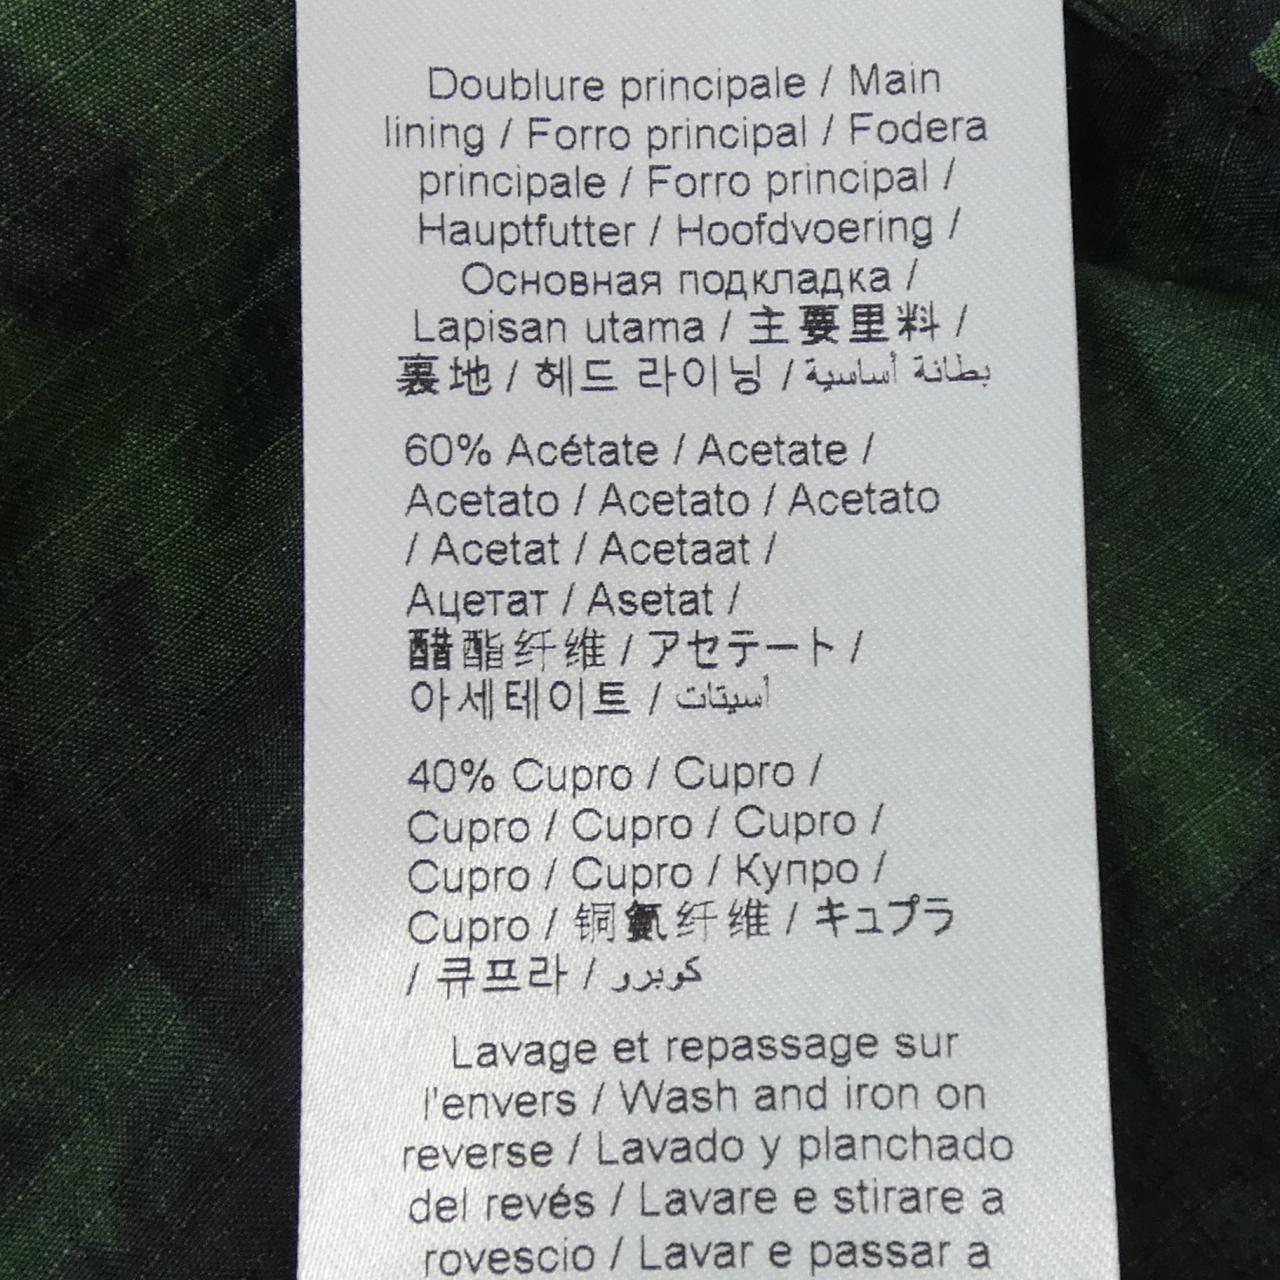 Doublure principale / Main
lining / Forro principal / Fodera
principale / Forro principal /
Hauptfutter / Hoofdvoering /
Основная подкладка /
Lapisan utama / 主要里料 /
裏地 / 헤드 라이닝 / بطانة أساسية
60% Acétate / Acetate /
Acetato / Acetato / Acetato
/ Acetat / Acetaat /
Ацетат / Asetat /
醋酯纤维 / アセテート /
아세테이트 / أسيتات
40% Cupro / Cupro /
Cupro / Cupro / Cupro /
Cupro / Cupro / Купро /
Cupro / 铜氨纤维 / キュプラ
/ 큐프라 / كوبرو
Lavage et repassage sur
l'envers / Wash and iron on
reverse / Lavado y planchado
del revés / Lavare e stirare a
rovescio / Lavar e passar a